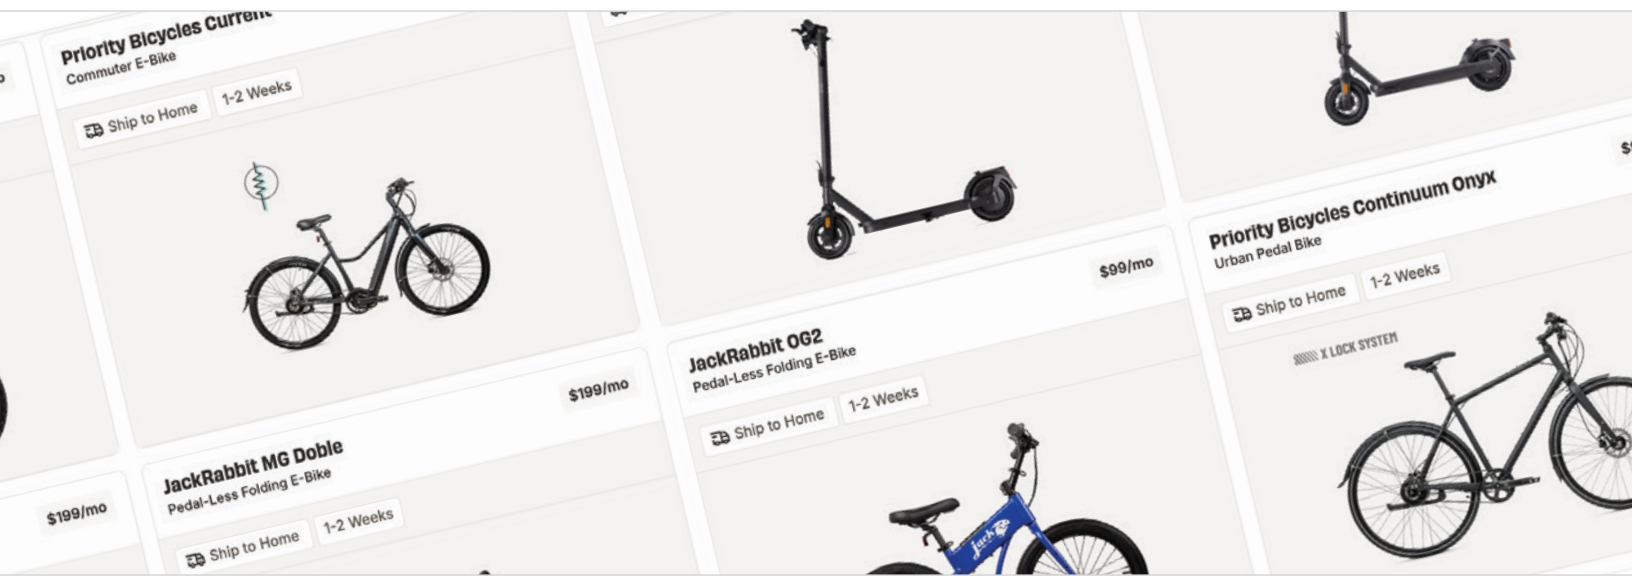 Priority Bicycles Current
Commuter E-Bike
Ship to Home
1-2 Weeks
$199/mo
JackRabbit MG Doble
Pedal-Less Folding E-Bike
$199/mo
Ship to Home
1-2 Weeks
JackRabbit OG2
Pedal-Less Folding E-Bike
$99/mo
Ship to Home
1-2 Weeks
jack
Priority Bicycles Continuum Onyx
Urban Pedal Bike
Ship to Home
1-2 Weeks
X LOCK SYSTEM